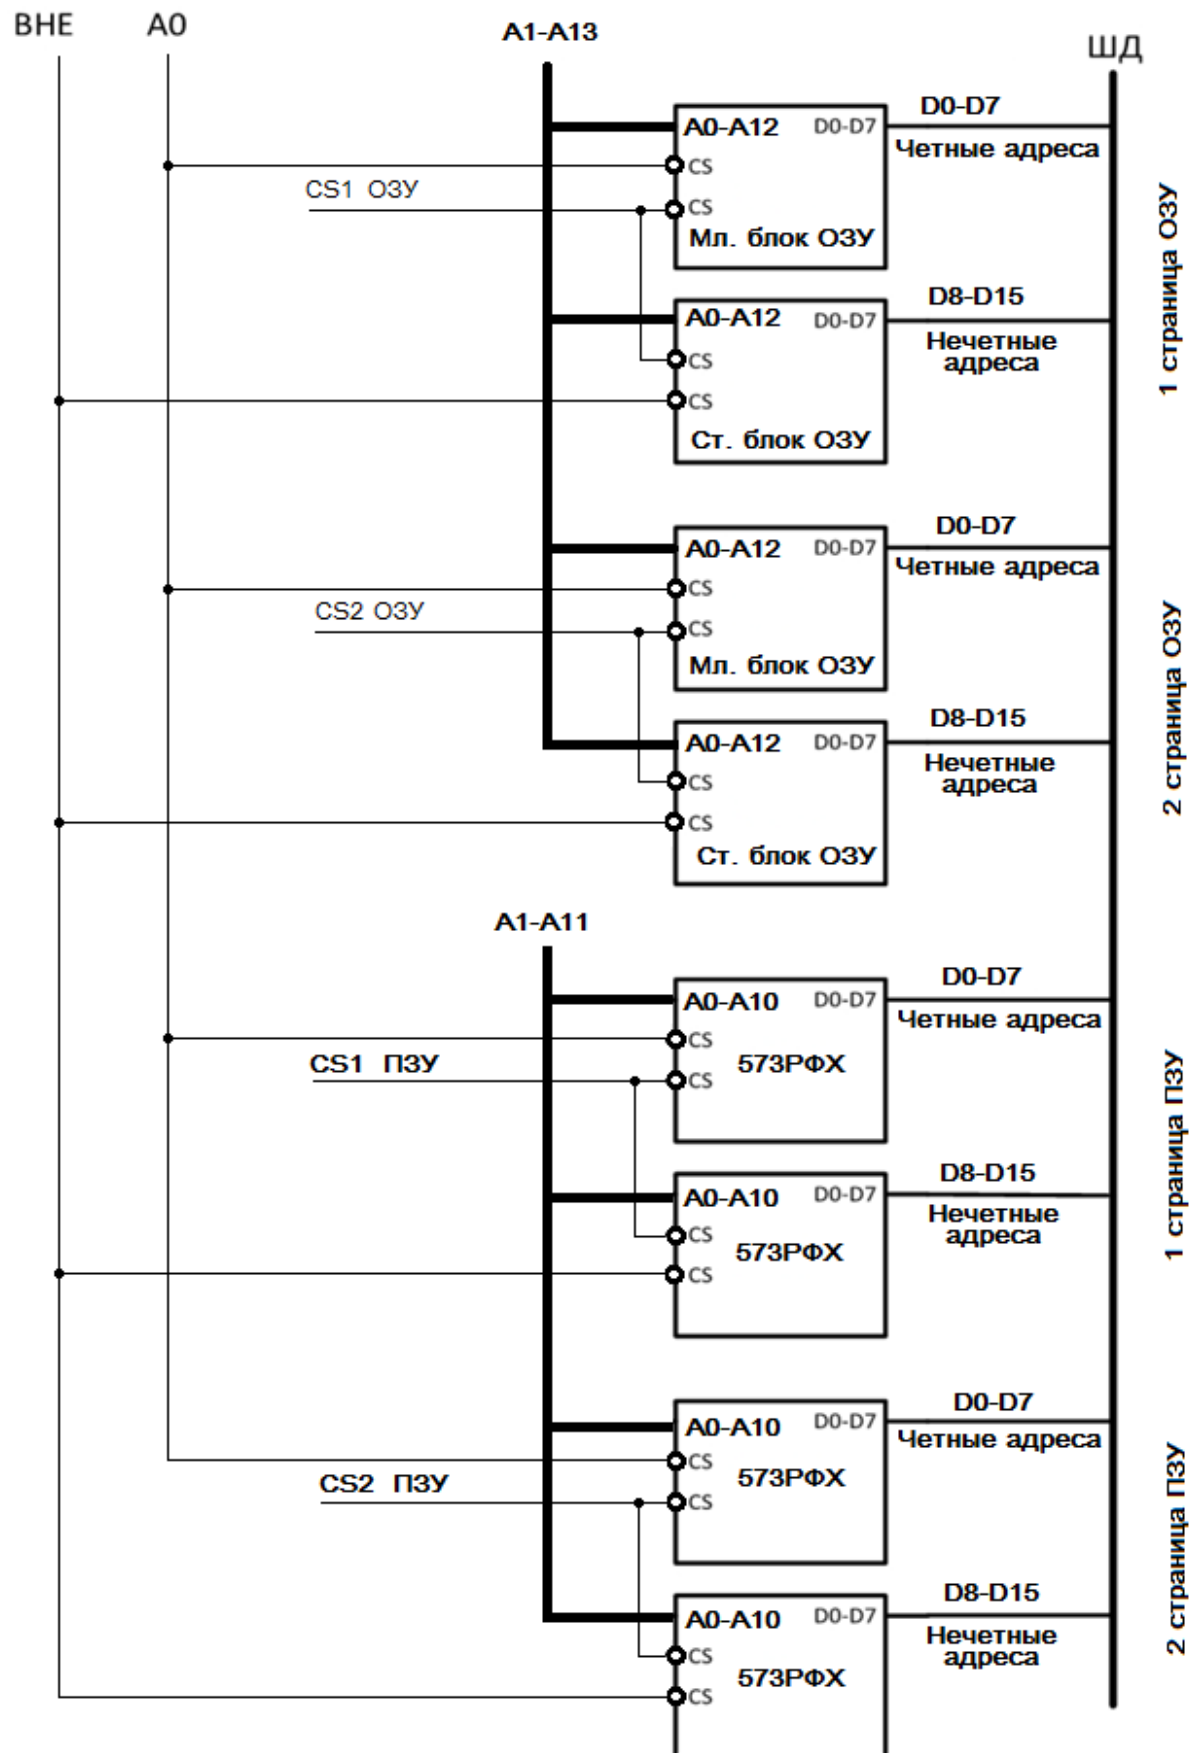 BHE
A0
A1-A13
ШД
A0-A12 D0-D7
D0-D7
Четные адреса
CS
CS1 ОЗУ
CS
Мл. блок ОЗУ
1 страница ОЗУ
A0-A12 D0-D7
D8-D15
Нечетные
адреса
CS
CS
Ст. блок ОЗУ
A0-A12 D0-D7
D0-D7
Четные адреса
CS
CS2 ОЗУ
CS
Мл. блок ОЗУ
2 страница ОЗУ
A0-A12 D0-D7
D8-D15
Нечетные
адреса
CS
CS
Ст. блок ОЗУ
A1-A11
A0-A10 D0-D7
D0-D7
Четные адреса
CS
CS1 ПЗУ
573РФХ
CS
1 страница ПЗУ
A0-A10 D0-D7
D8-D15
Нечетные
адреса
CS
573РФХ
CS
A0-A10 D0-D7
D0-D7
Четные адреса
CS
CS2 ПЗУ
573РФХ
CS
2 страница ПЗУ
A0-A10 D0-D7
D8-D15
Нечетные
адреса
CS
573РФХ
CS